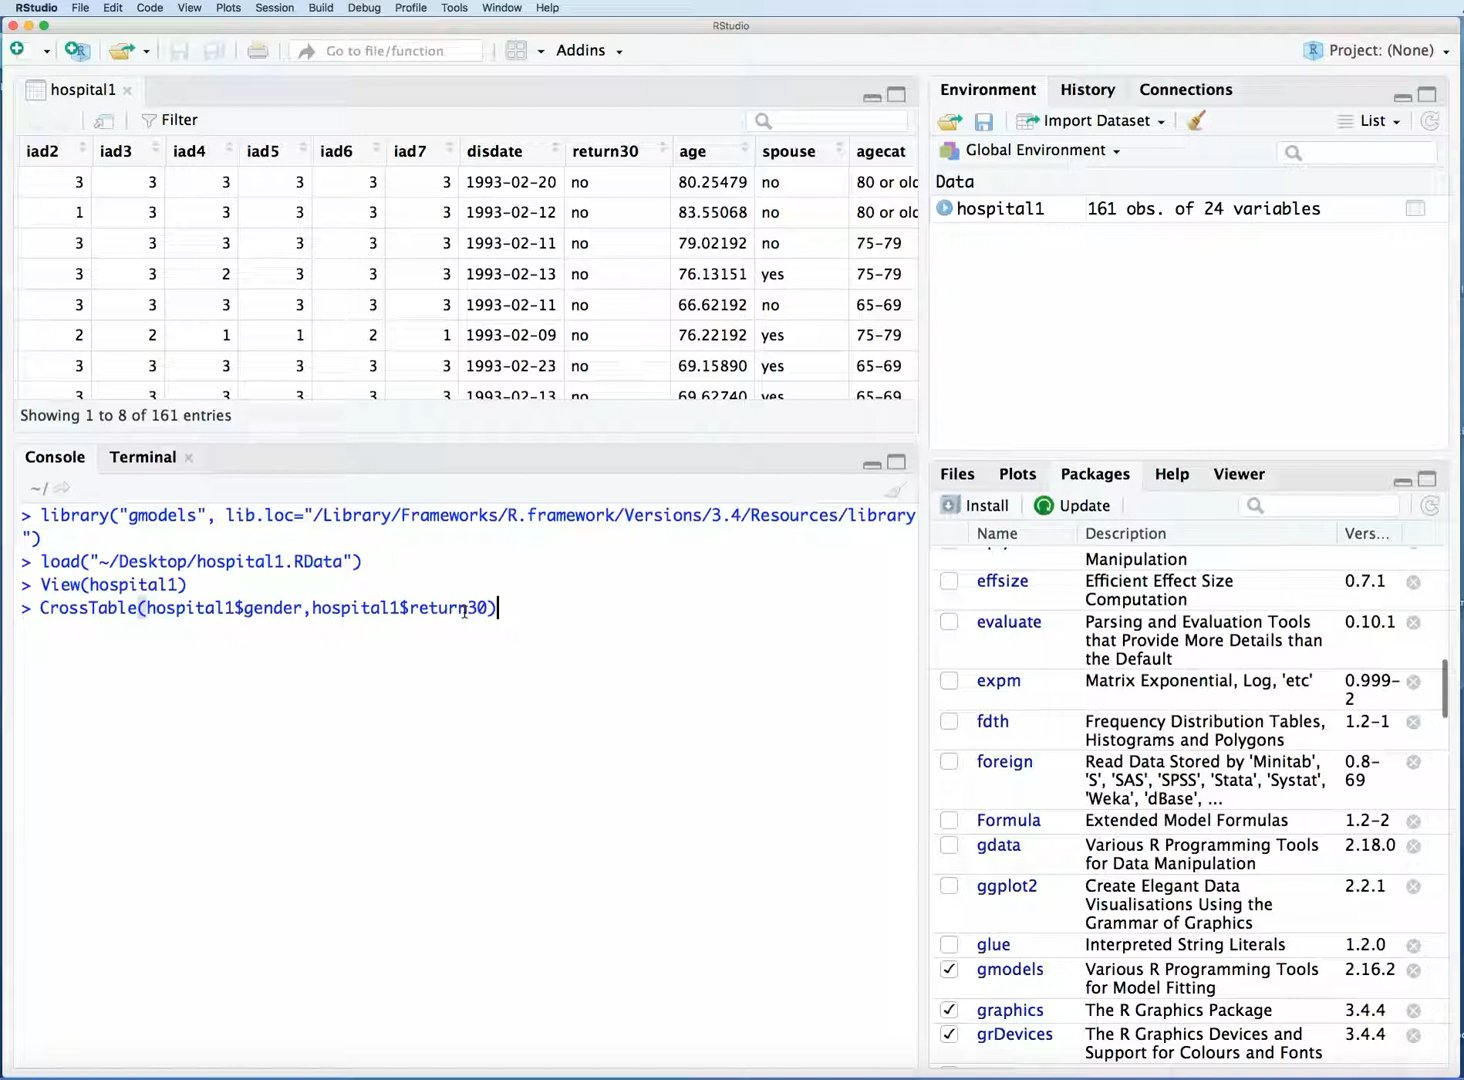 RStudio File Edit Code View Plots Session Build Debug Profile Tools Window Help
RStudio
Go to file/function Addins Project: (None)
hospital1
Filter
iad2 iad3 iad4 iad5 iad6 iad7 disdate return30 age spouse agecat
3 3 3 3 3 3 1993-02-20 no 80.25479 no 80 or old
1 3 3 3 3 3 1993-02-12 no 83.55068 no 80 or old
3 3 3 3 3 3 1993-02-11 no 79.02192 no 75-79
3 3 2 3 3 3 1993-02-13 no 76.13151 yes 75-79
3 3 3 3 3 3 1993-02-11 no 66.62192 no 65-69
2 2 1 1 2 1 1993-02-09 no 76.22192 yes 75-79
3 3 3 3 3 3 1993-02-23 no 69.15890 yes 65-69
3 3 3 3 3 3 1993-02-13 no 69.62740 yes 65-69
Showing 1 to 8 of 161 entries
Console Terminal
~/
> library("gmodels", lib.loc="/Library/Frameworks/R.framework/Versions/3.4/Resources/library
")
> load("~/Desktop/hospital1.RData")
> View(hospital1)
> CrossTable(hospital1$gender,hospital1$return30)
Environment History Connections
Import Dataset List
Global Environment
Data
hospital1 161 obs. of 24 variables
Files Plots Packages Help Viewer
Install Update
Name Description Vers...
Manipulation
effsize Efficient Effect Size 0.7.1
Computation
evaluate Parsing and Evaluation Tools 0.10.1
that Provide More Details than
the Default
expm Matrix Exponential, Log, 'etc' 0.999-
2
fdth Frequency Distribution Tables, 1.2-1
Histograms and Polygons
foreign Read Data Stored by 'Minitab', 0.8-
'S', 'SAS', 'SPSS', 'Stata', 'Systat', 69
'Weka', 'dBase', ...
Formula Extended Model Formulas 1.2-2
gdata Various R Programming Tools 2.18.0
for Data Manipulation
ggplot2 Create Elegant Data 2.2.1
Visualisations Using the
Grammar of Graphics
glue Interpreted String Literals 1.2.0
gmodels Various R Programming Tools 2.16.2
for Model Fitting
graphics The R Graphics Package 3.4.4
grDevices The R Graphics Devices and 3.4.4
Support for Colours and Fonts